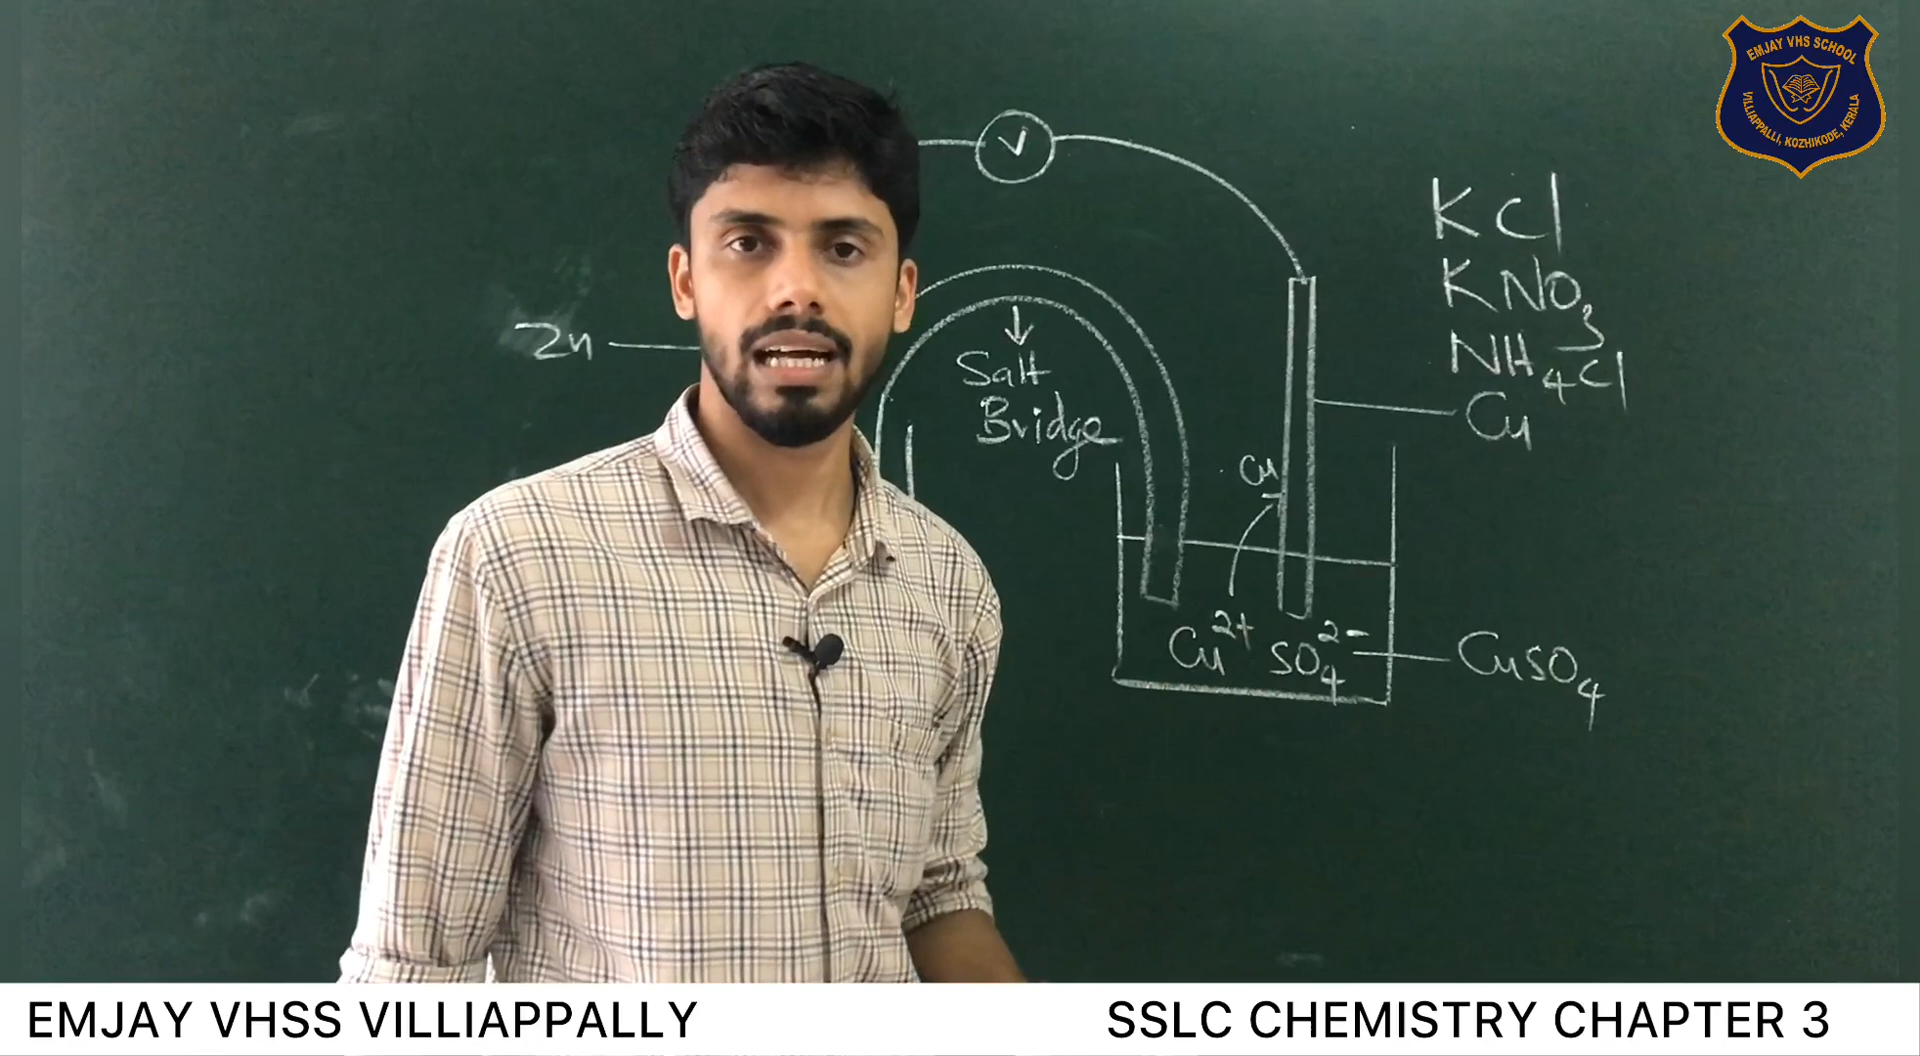 EMJAY VHS SCHOOL
VILLIAPPALLI, KOZHIKODE, KERALA
V
KCl
KNO3
NH4Cl
Zn
Salt
Bridge
Cu
Cu
Cu2+ SO42-
CuSO4
EMJAY VHSS VILLIAPPALLY
SSLC CHEMISTRY CHAPTER 3